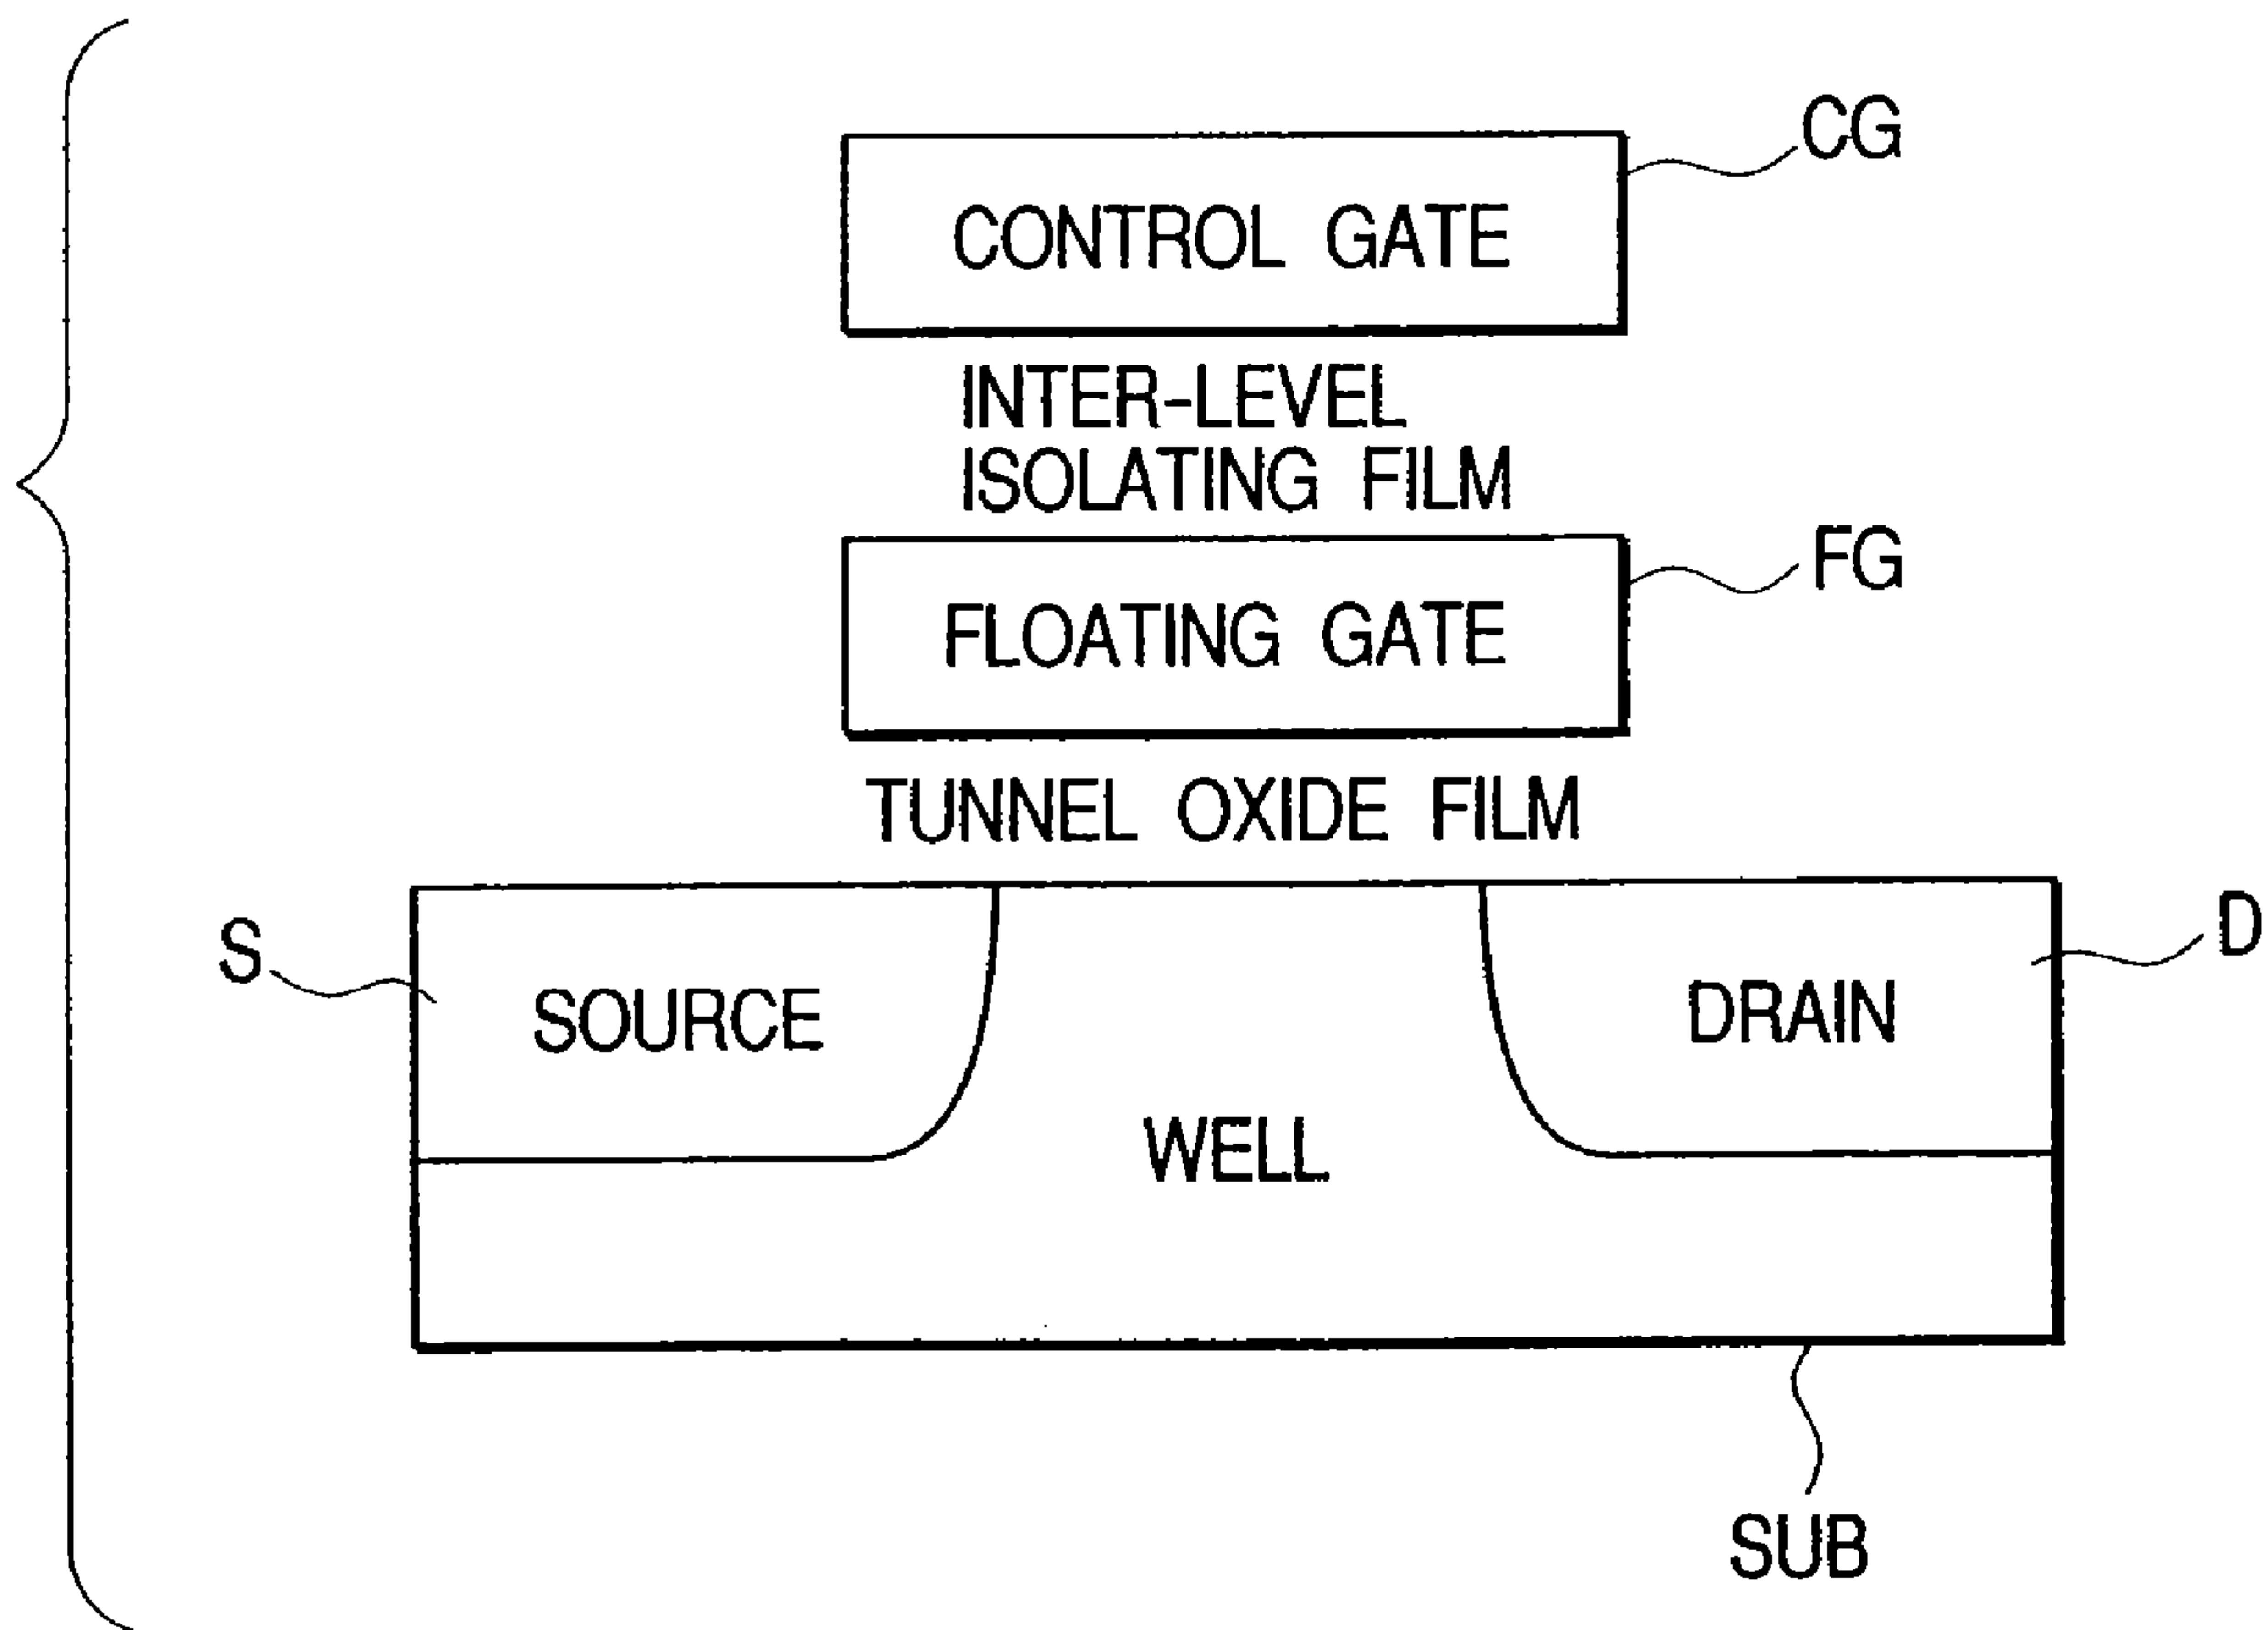 CG
CONTROL GATE
INTER-LEVEL
ISOLATING FILM
FG
FLOATING GATE
TUNNEL OXIDE FILM
S
D
SOURCE
DRAIN
WELL
SUB